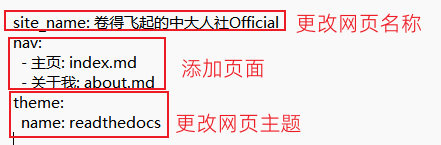 site_name: 卷得飞起的中大人社Official 更改网页名称
nav:
- 主页: index.md
- 关于我: about.md
添加页面
theme:
name: readthedocs
更改网页主题